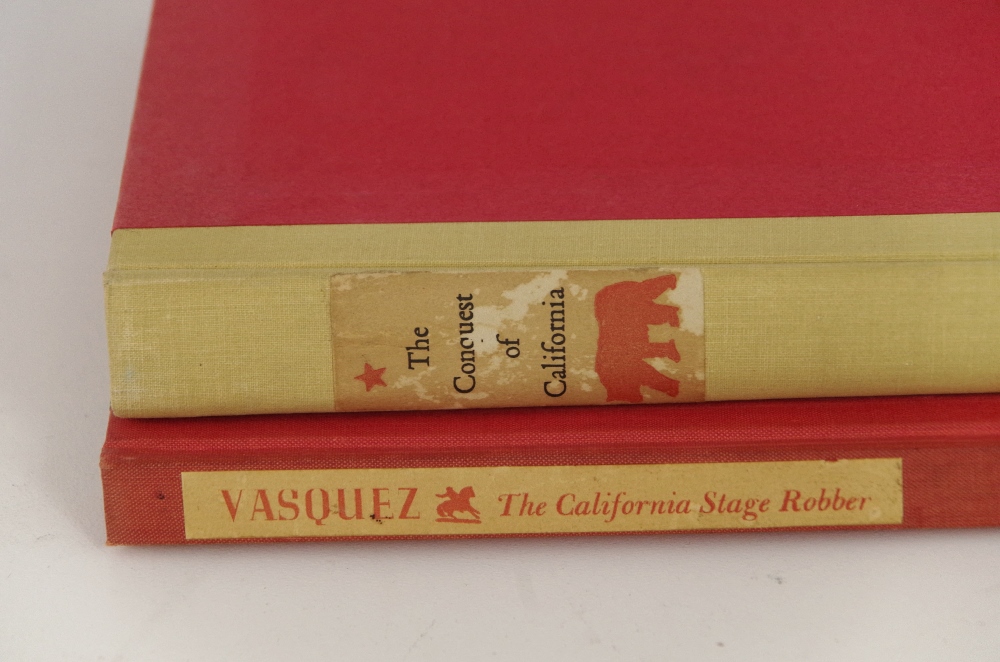 The
Conquest
of
California
VASQUEZ The California Stage Robber